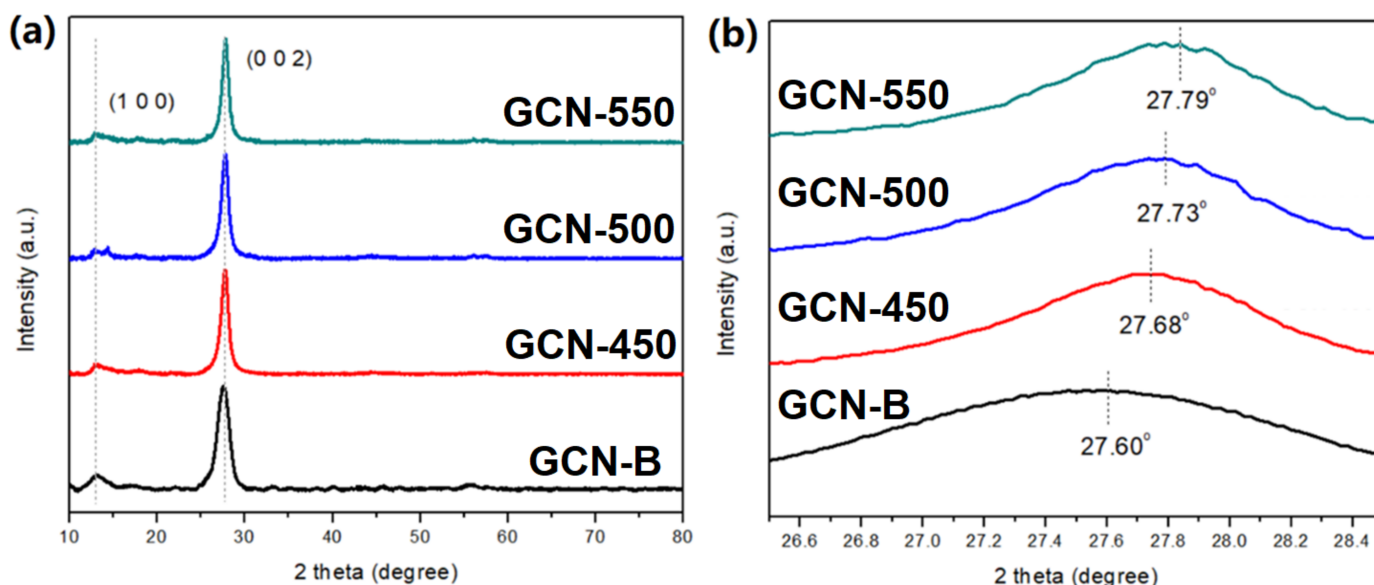 (a)
(1 0 0)
(0 0 2)
GCN-550
GCN-500
GCN-450
GCN-B
Intensity (a.u.)
10 20 30 40 50 60 70 80
2 theta (degree)
(b)
GCN-550
27.79°
GCN-500
27.73°
GCN-450
27.68°
GCN-B
27.60°
Intensity (a.u.)
26.6 26.8 27.0 27.2 27.4 27.6 27.8 28.0 28.2 28.4
2 theta (degree)